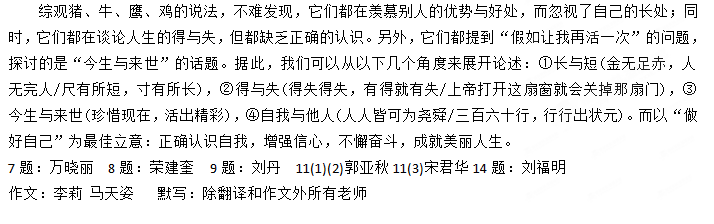 综观猪、牛、鹰、鸡的说法，不难发现，它们都在羡慕别人的优势与好处，而忽视了自己的长处；同
时，它们都在谈论人生的得与失，但都缺乏正确的认识。另外，它们都提到“假如让我再活一次”的问题，
探讨的是“今生与来世”的话题。据此，我们可以从以下几个角度来展开论述：①长与短(金无足赤，人
无完人/尺有所短，寸有所长)，②得与失(得失得失，有得就有失/上帝打开这扇窗就会关掉那扇门)，③
今生与来世(珍惜现在，活出精彩)，④自我与他人(人人皆可为尧舜/三百六十行，行行出状元)。而以“做
好自己”为最佳立意：正确认识自我，增强信心，不懈奋斗，成就美丽人生。
7 题：万晓丽 8 题：荣建奎 9 题：刘丹 11(1)(2)郭亚秋 11(3)宋君华 14 题：刘福明
作文：李莉 马天姿 默写：除翻译和作文外所有老师